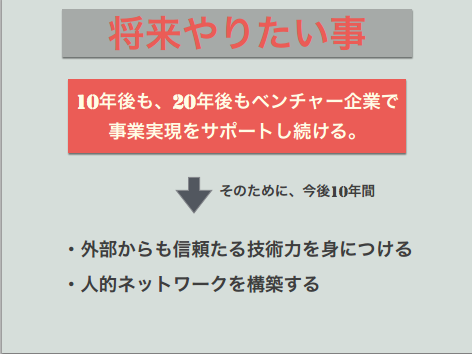 将来やりたい事
10年後も、20年後もベンチャー企業で
事業実現をサポートし続ける。
そのために、今後10年間
・外部からも信頼たる技術力を身につける
・人的ネットワークを構築する